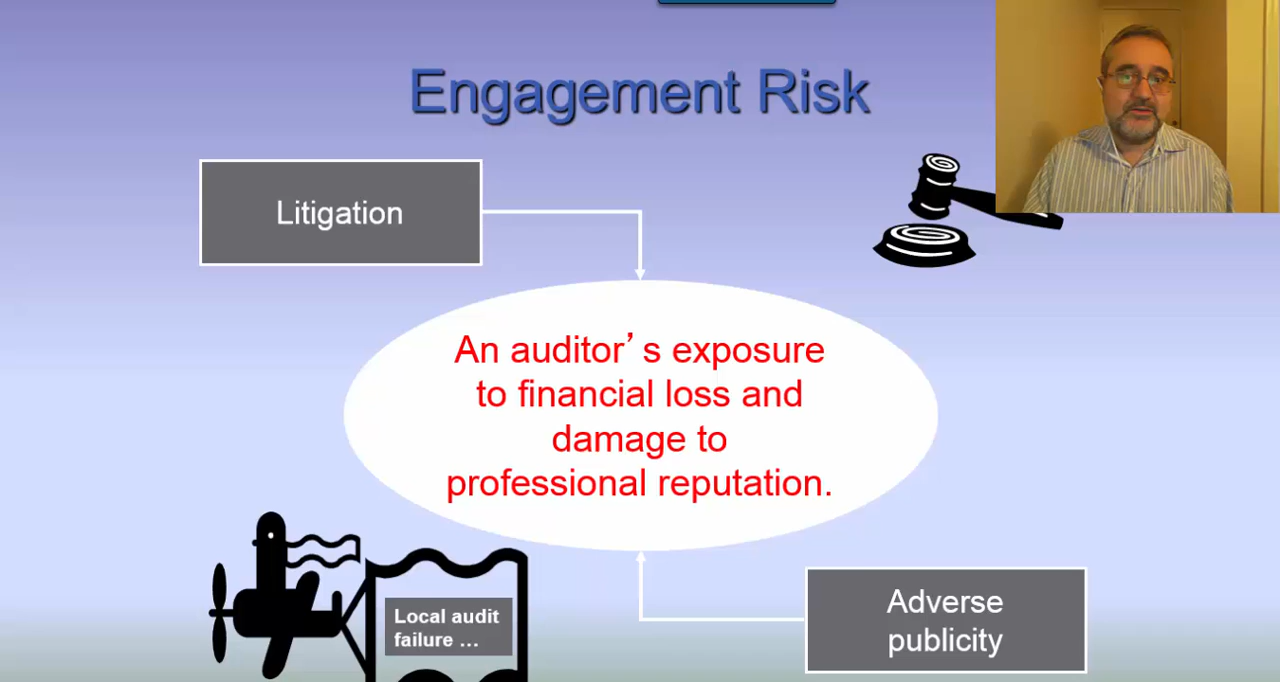 Engagement Risk
Litigation
An auditor’s exposure
to financial loss and
damage to
professional reputation.
Local audit
failure …
Adverse
publicity